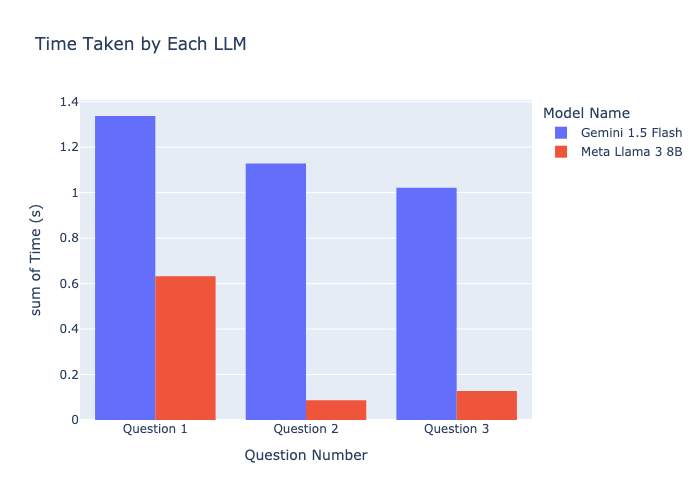 Time Taken by Each LLM
Model Name
Gemini 1.5 Flash
Meta Llama 3 8B
sum of Time (s)
1.4
1.2
1
0.8
0.6
0.4
0.2
0
Question 1
Question 2
Question 3
Question Number